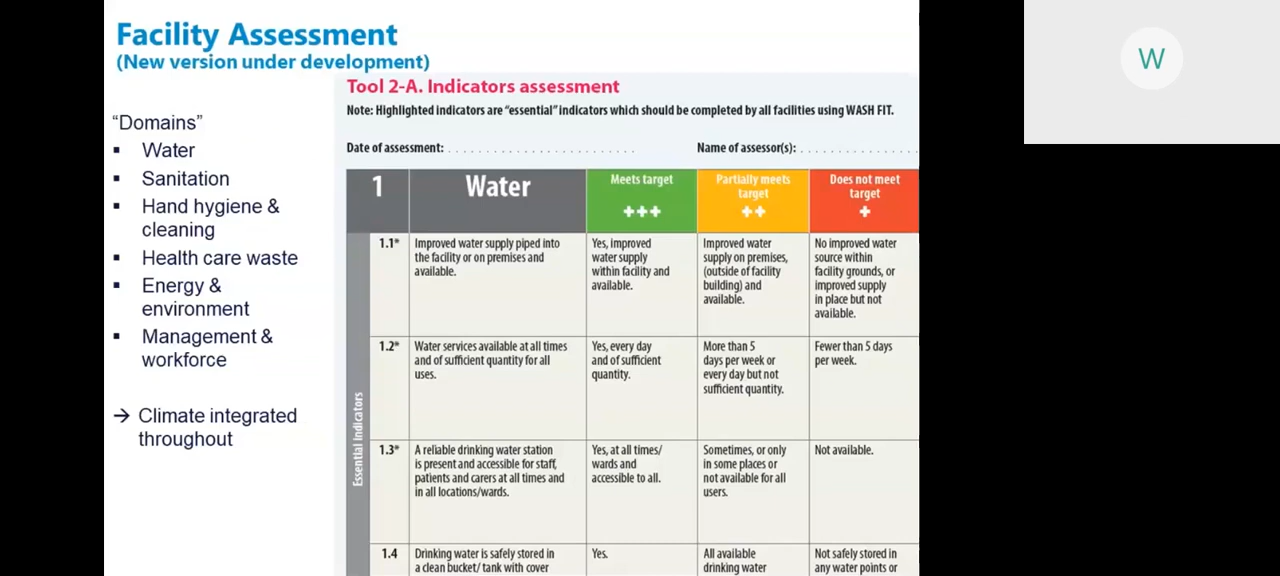 Facility Assessment
(New version under development)
“Domains”
▪ Water
▪ Sanitation
▪ Hand hygiene &
cleaning
▪ Health care waste
▪ Energy &
environment
▪ Management &
workforce
→ Climate integrated
throughout
Tool 2-A. Indicators assessment
Note: Highlighted indicators are “essential” indicators which should be completed by all facilities using WASH FIT.
Date of assessment: . . . . . . . . . . . . . . . . . . . . . . . . . .
Name of assessor(s): . . . . . . . . . . . . . . . .
1
Water
Meets target
+++
Partially meets
target
++
Does not meet
target
+
Essential Indicators
1.1*
Improved water supply piped into
the facility or on premises and
available.
Yes, improved
water supply
within facility and
available.
Improved water
supply on premises,
(outside of facility
building) and
available.
No improved water
source within
facility grounds, or
improved supply
in place but not
available.
1.2*
Water services available at all times
and of sufficient quantity for all
uses.
Yes, every day
and of sufficient
quantity.
More than 5
days per week or
every day but not
sufficient quantity.
Fewer than 5 days
per week.
1.3*
A reliable drinking water station
is present and accessible for staff,
patients and carers at all times and
in all locations/wards.
Yes, at all times/
wards and
accessible to all.
Sometimes, or only
in some places or
not available for all
users.
Not available.
1.4
Drinking water is safely stored in
a clean bucket/ tank with cover
Yes.
All available
drinking water
Not safely stored in
any water points or
W